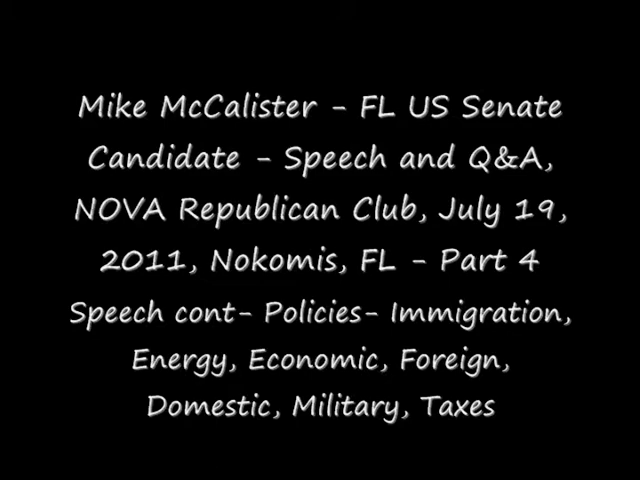 Mike McCalister - FL US Senate
Candidate - Speech and Q&A,
NOVA Republican Club, July 19,
2011, Nokomis, FL - Part 4
Speech cont- Policies- Immigration,
Energy, Economic, Foreign,
Domestic, Military, Taxes